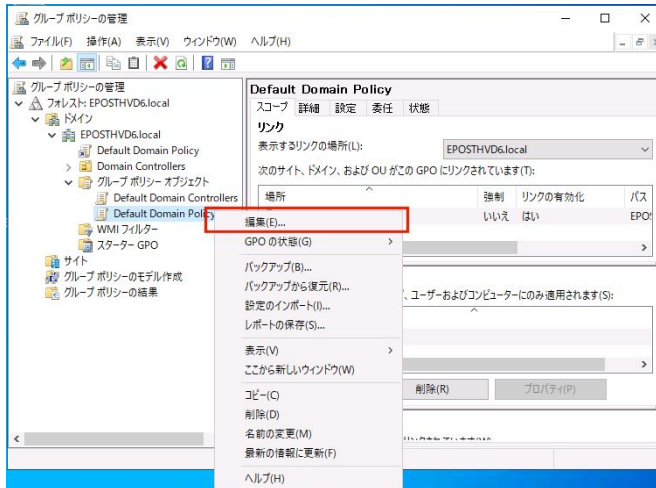 グループ ポリシーの管理
ファイル(F) 操作(A) 表示(V) ウィンドウ(W) ヘルプ(H)
グループ ポリシーの管理
フォレスト: EPOSTHVD6.local
ドメイン
EPOSTHVD6.local
Default Domain Policy
Domain Controllers
グループ ポリシー オブジェクト
Default Domain Controllers
Default Domain Policy
WMI フィルター
スターター GPO
サイト
グループ ポリシーのモデル作成
グループ ポリシーの結果
Default Domain Policy
スコープ 詳細 設定 委任 状態
リンク
表示するリンクの場所(L): EPOSTHVD6.local
次のサイト、ドメイン、および OU がこの GPO にリンクされています(T):
場所 強制 リンクの有効化 パス
いいえ はい EPO
、ユーザーおよびコンピューターにのみ適用されます(S):
削除(R) プロパティ(P)
編集(E)...
GPO の状態(G)
バックアップ(B)...
バックアップから復元(R)...
設定のインポート(I)...
レポートの保存(S)...
表示(V)
ここから新しいウィンドウ(W)
コピー(C)
削除(D)
名前の変更(M)
最新の情報に更新(F)
ヘルプ(H)